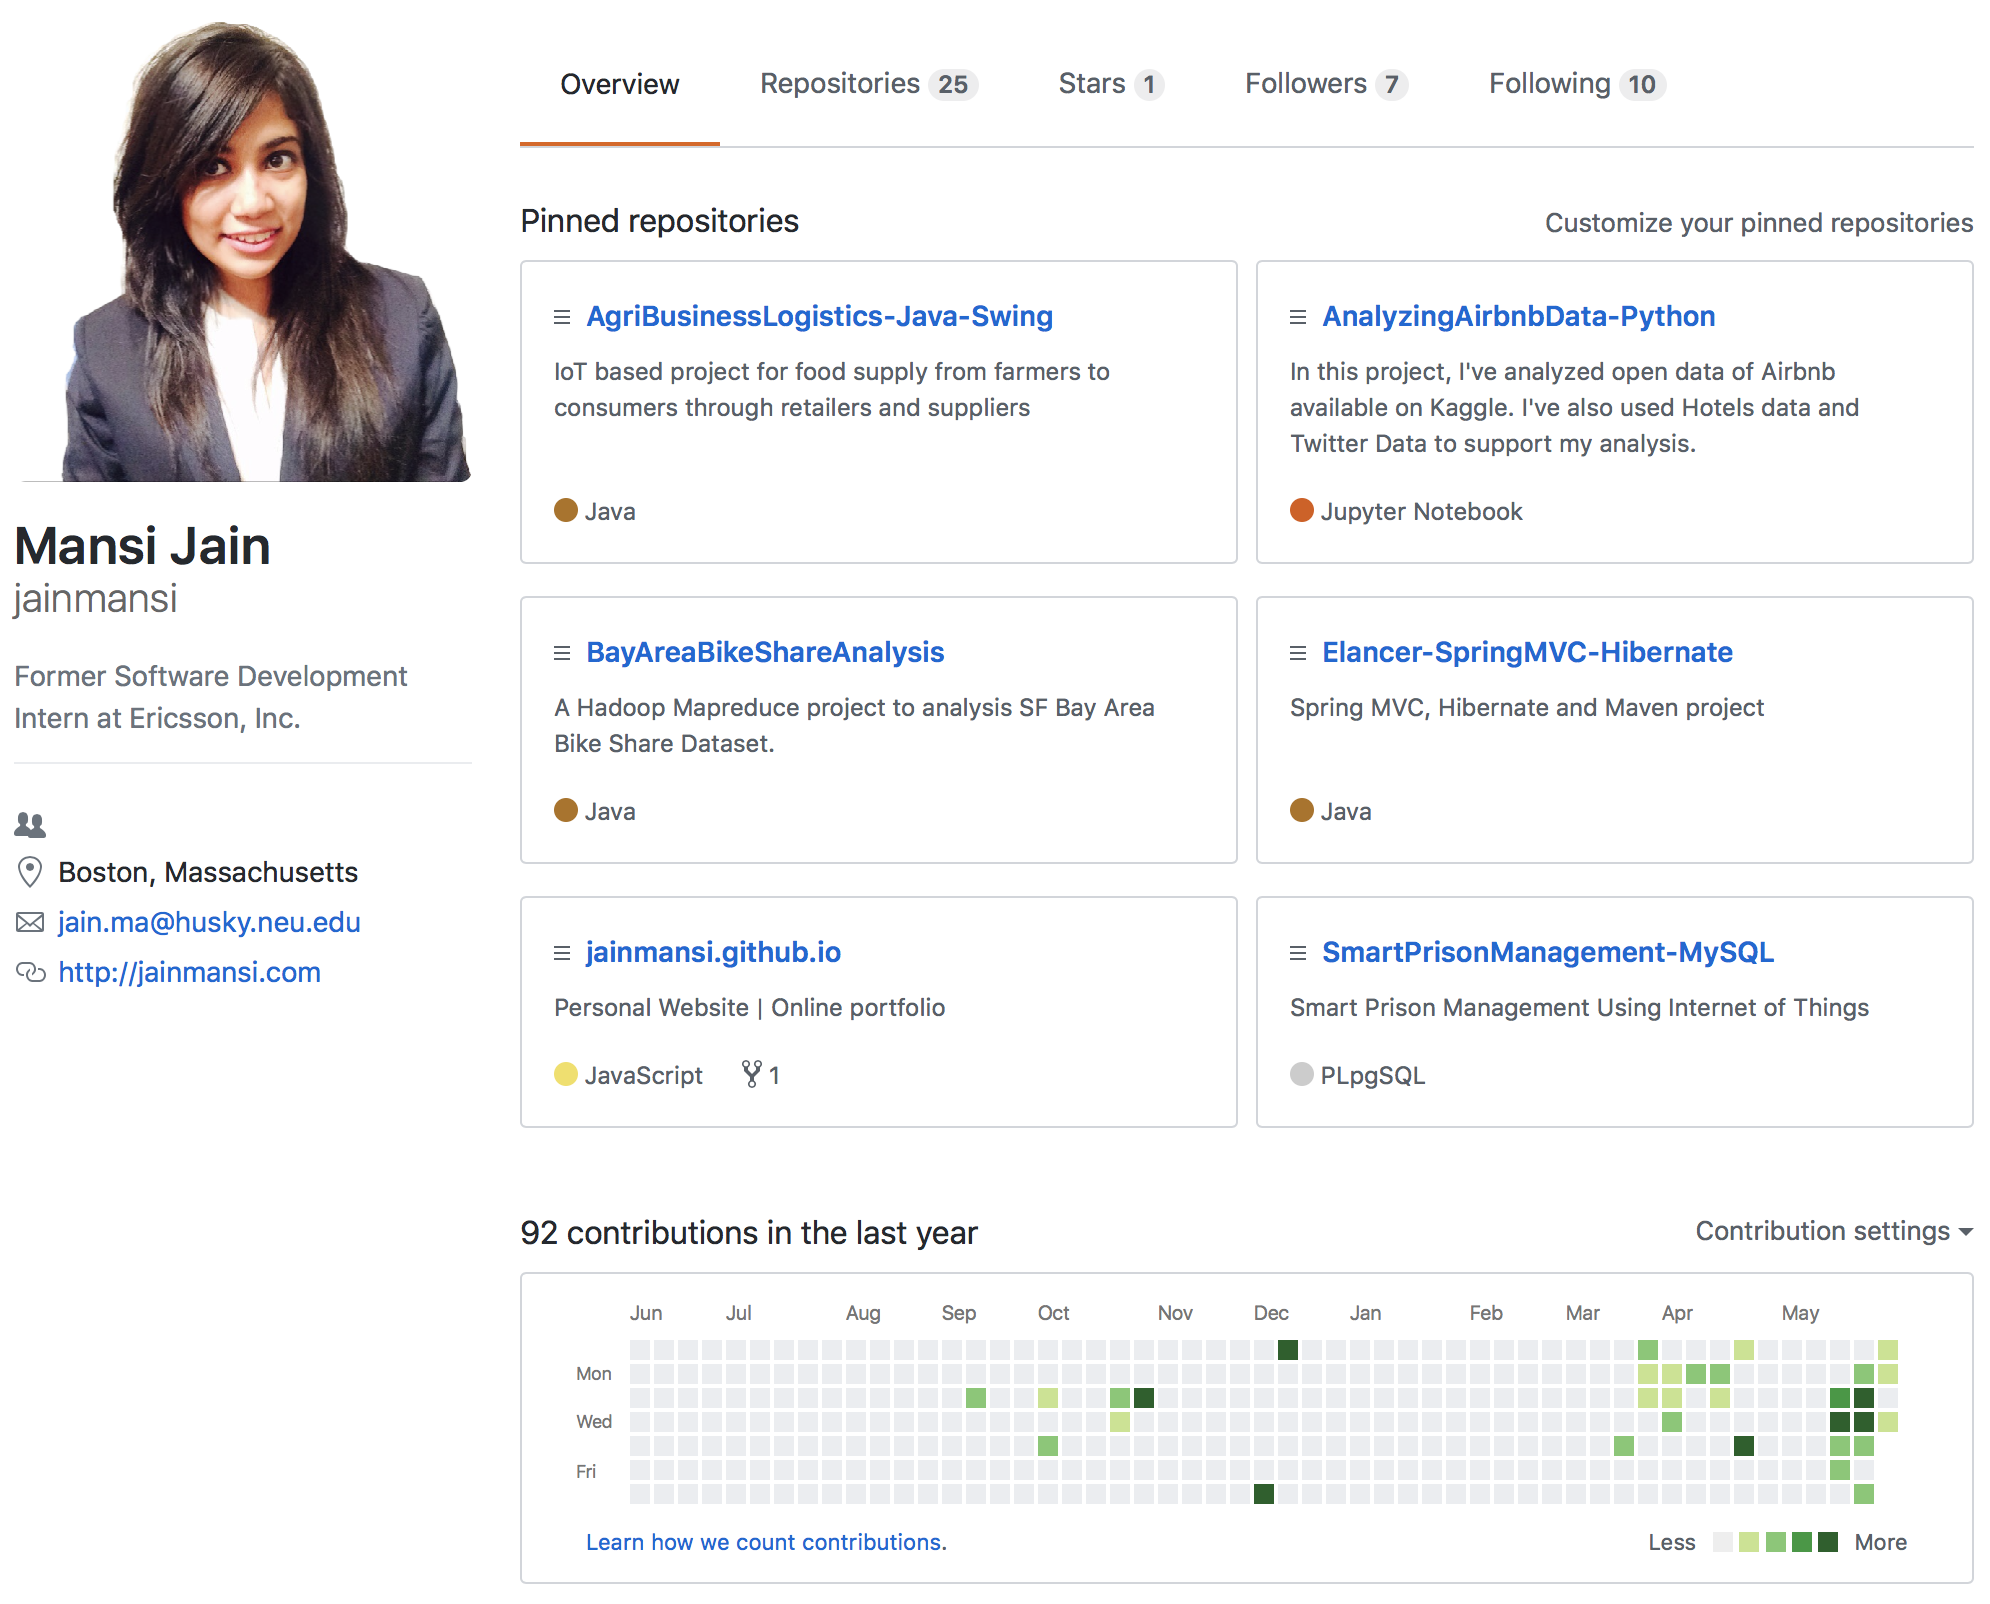 Overview Repositories 25 Stars 1 Followers 7 Following 10
Pinned repositories
Customize your pinned repositories
AgriBusinessLogistics-Java-Swing
IoT based project for food supply from farmers to
consumers through retailers and suppliers
Java
AnalyzingAirbnbData-Python
In this project, I've analyzed open data of Airbnb
available on Kaggle. I've also used Hotels data and
Twitter Data to support my analysis.
Jupyter Notebook
Mansi Jain
jainmansi
Former Software Development
Intern at Ericsson, Inc.
Boston, Massachusetts
jain.ma@husky.neu.edu
http://jainmansi.com
BayAreaBikeShareAnalysis
A Hadoop Mapreduce project to analysis SF Bay Area
Bike Share Dataset.
Java
Elancer-SpringMVC-Hibernate
Spring MVC, Hibernate and Maven project
Java
jainmansi.github.io
Personal Website | Online portfolio
JavaScript 1
SmartPrisonManagement-MySQL
Smart Prison Management Using Internet of Things
PLpgSQL
92 contributions in the last year
Contribution settings
Jun Jul Aug Sep Oct Nov Dec Jan Feb Mar Apr May
Mon
Wed
Fri
Learn how we count contributions.
Less More